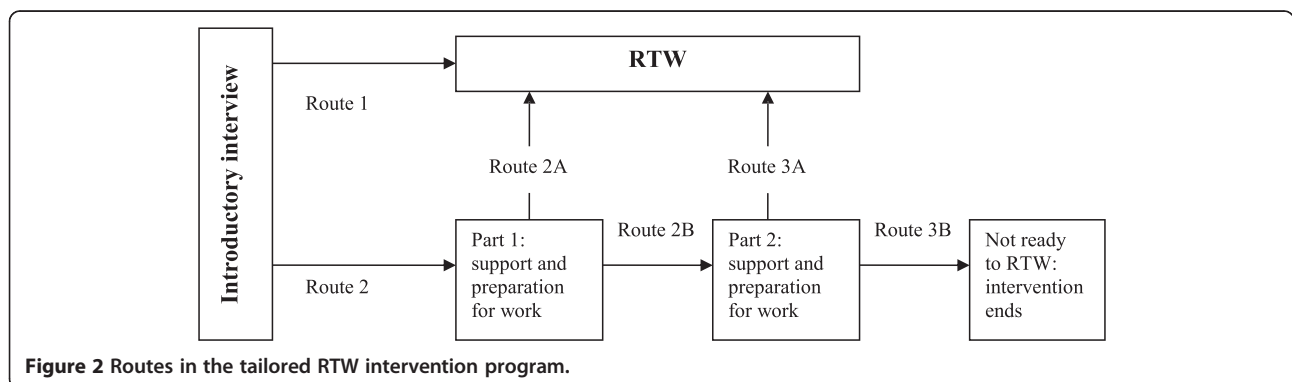 Introductory interview
RTW
Route 1
Route 2A
Route 3A
Route 2
Part 1:
support and
preparation
for work
Route 2B
Part 2:
support and
preparation
for work
Route 3B
Not ready
to RTW:
intervention
ends
Figure 2 Routes in the tailored RTW intervention program.